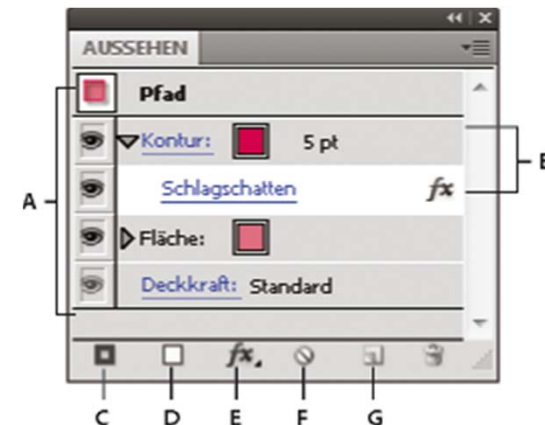 AUSSEHEN
Pfad
Kontur: 5 pt
Schlagschatten fx
Fläche:
Deckkraft: Standard
fx
A
B
C D E F G